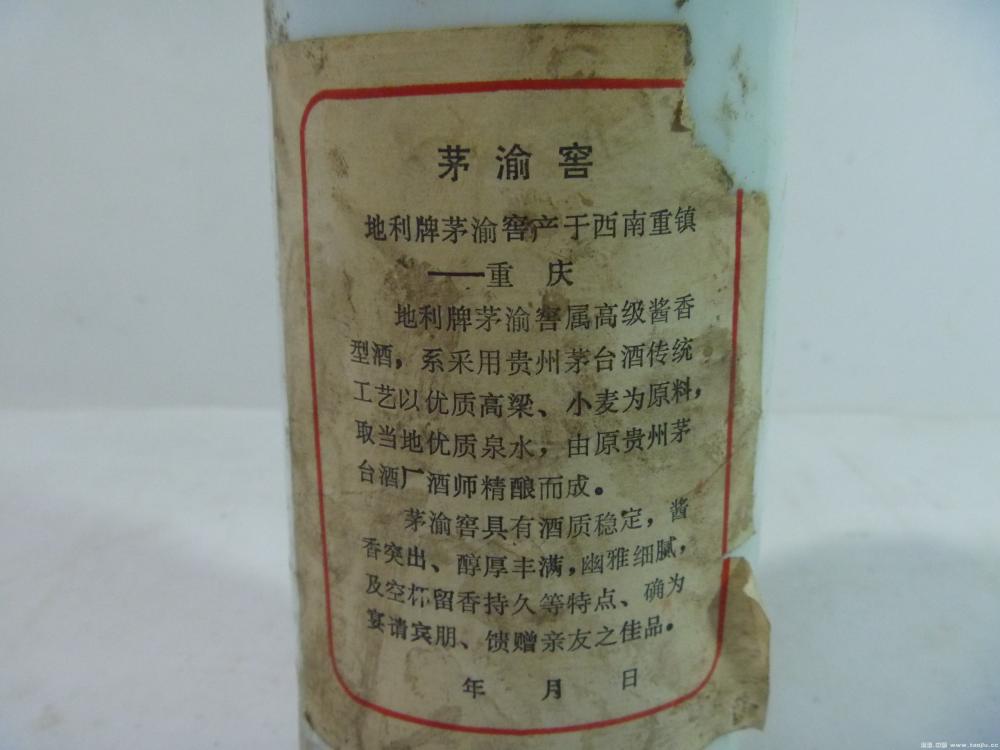 茅渝窖
地利牌茅渝窖产于西南重镇
——重 庆
地利牌茅渝窖属高级酱香
型酒，系采用贵州茅台酒传统
工艺以优质高粱、小麦为原料，
取当地优质泉水，由原贵州茅
台酒厂酒师精酿而成。
茅渝窖具有酒质稳定，酱
香突出、醇厚丰满，幽雅细腻，
及空杯留香持久等特点、确为
宴请宾朋、馈赠亲友之佳品。
年 月 日